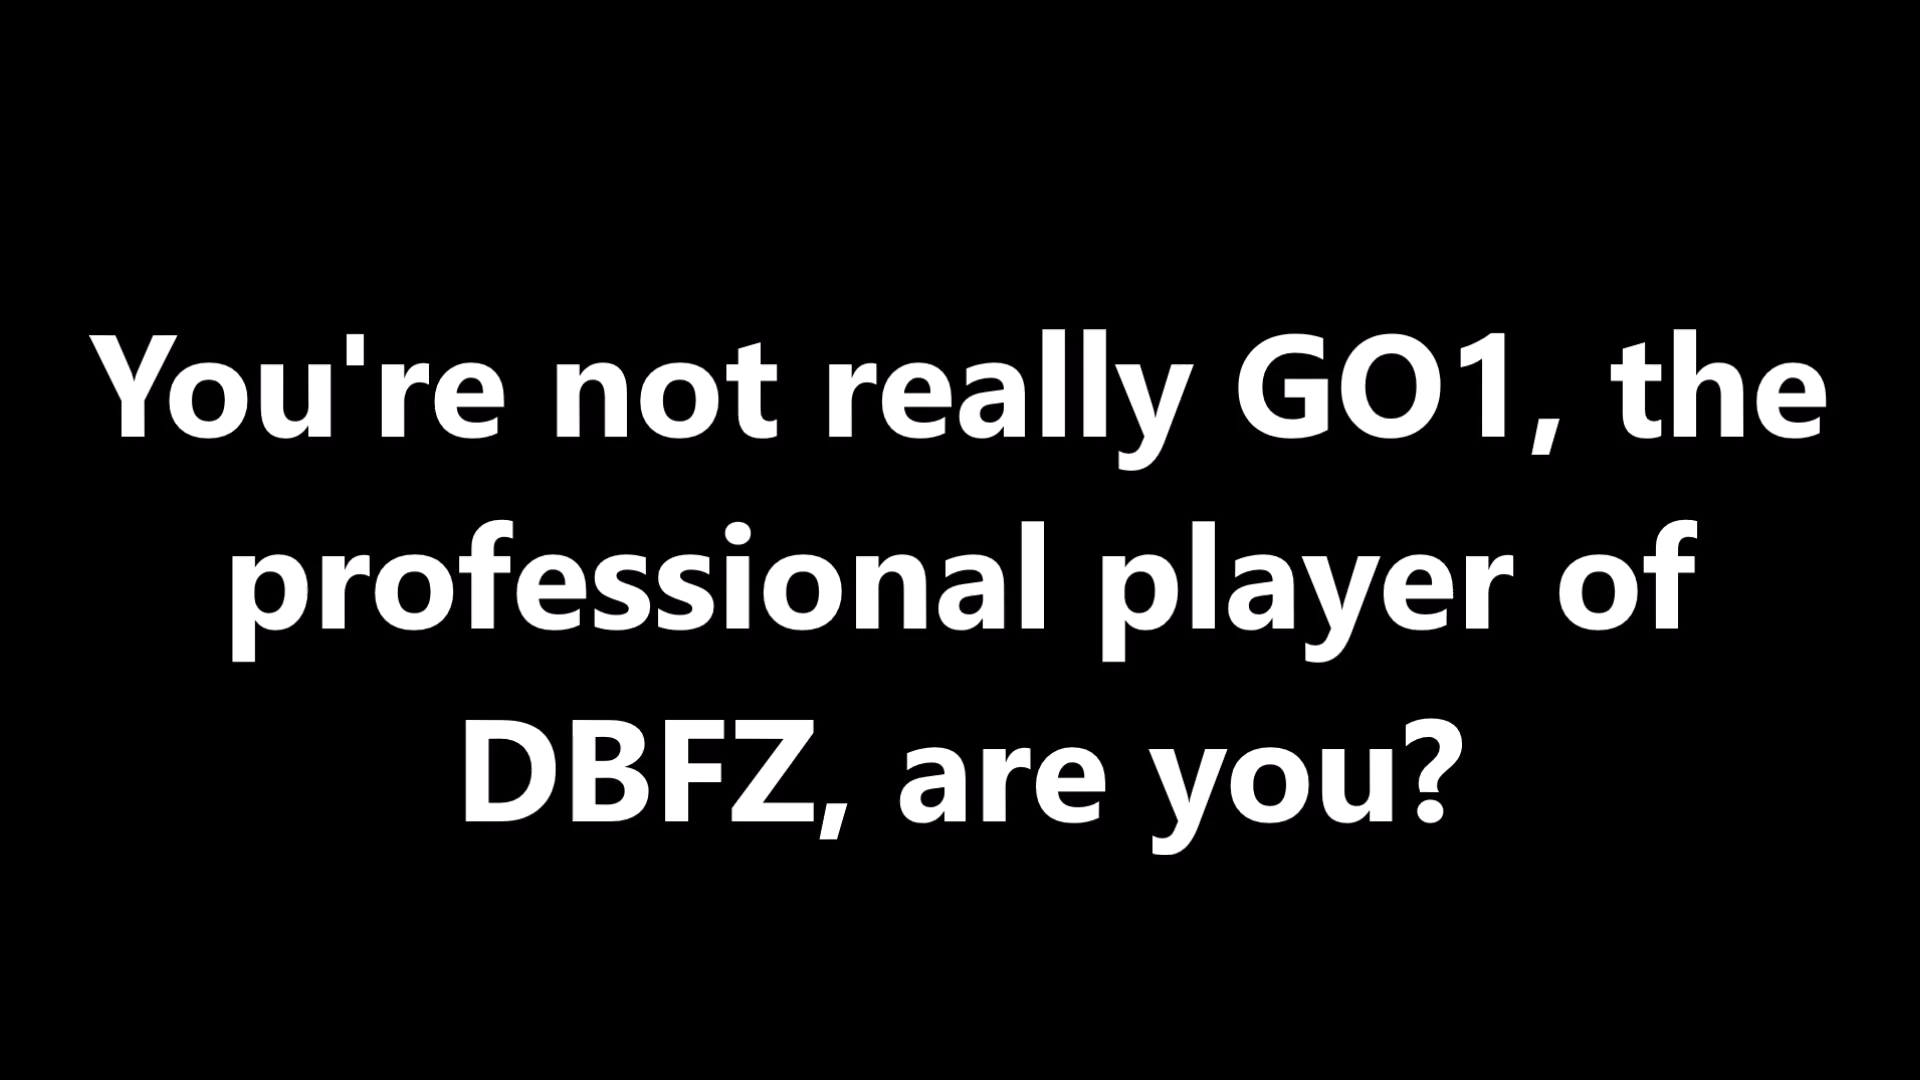 You're not really GO1, the
professional player of
DBFZ, are you?